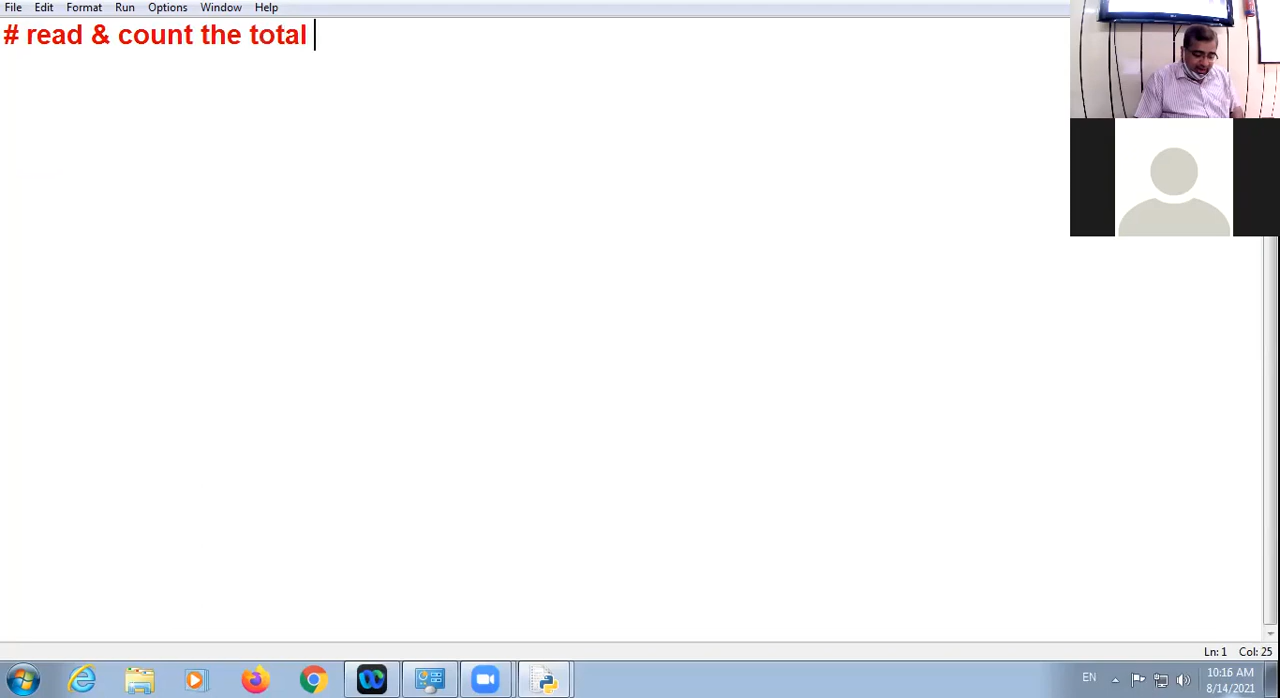 File Edit Format Run Options Window Help
# read & count the total
Ln: 1 Col: 25
EN
10:16 AM
8/14/2021